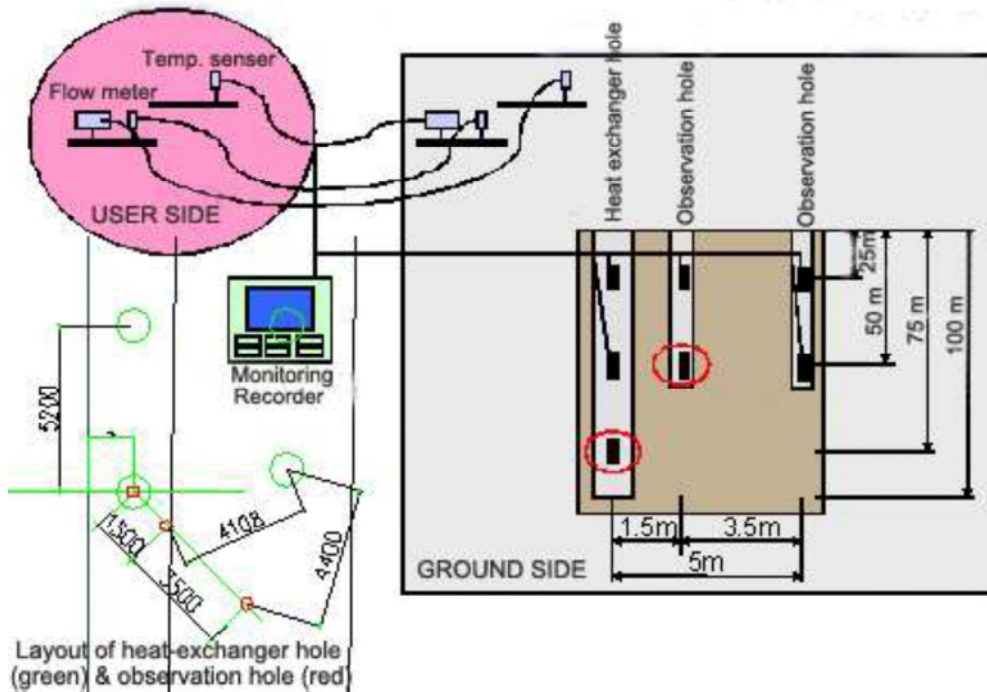 Temp. senser
Flow meter
USER SIDE
Monitoring
Recorder
5200
1500
3500
4108
4400
Layout of heat-exchanger hole
(green) & observation hole (red)
Heat exchanger hole
Observation hole
Observation hole
25m
50 m
75 m
100 m
1.5m
3.5m
5m
GROUND SIDE